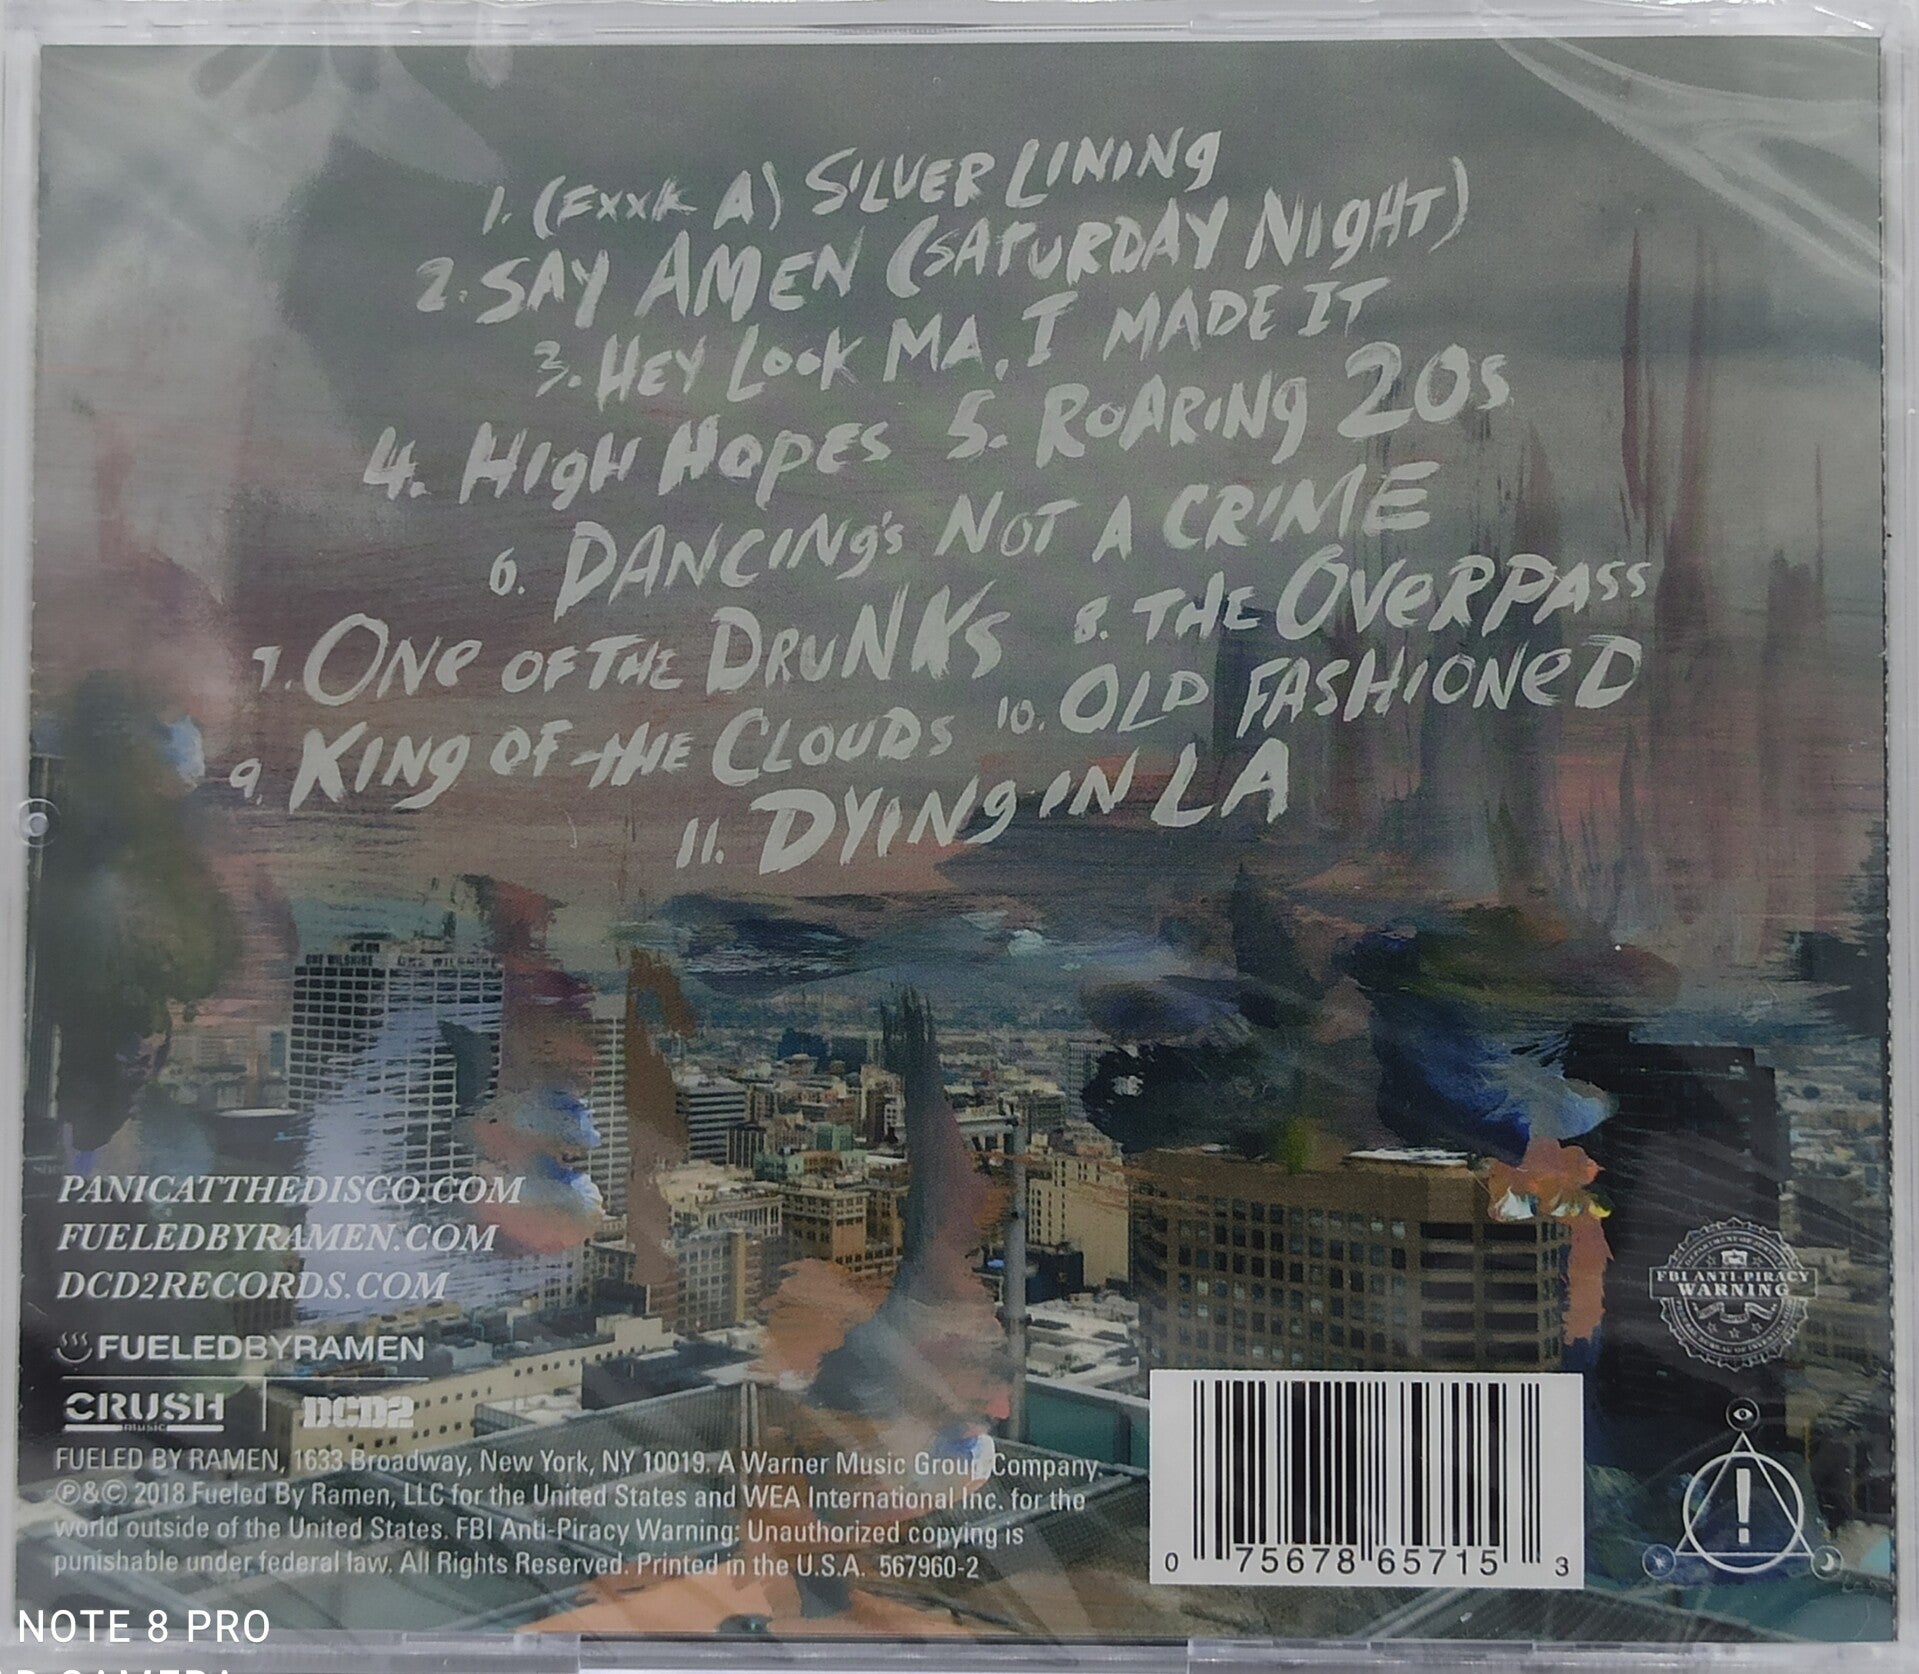 1. (FXXK A) SILVER LINING
2. SAY AMEN (SATURDAY NIGHT)
3. HEY LOOK MA, I MADE IT
4. HIGH HOPES 5. ROARING 20s
6. DANCING'S NOT A CRIME
7. ONE OF THE DRUNKS 8. THE OVERPASS
9. KING OF THE CLOUDS 10. OLD FASHIONED
11. DYING IN LA
ONE WILSHIRE ONE WILSHIRE
PANICATTHEDISCO.COM
FUELEDBYRAMEN.COM
DCD2RECORDS.COM
FUELEDBYRAMEN
CRUSH MUSIC | DCD2
FUELED BY RAMEN, 1633 Broadway, New York, NY 10019. A Warner Music Group Company.
℗&© 2018 Fueled By Ramen, LLC for the United States and WEA International Inc. for the
world outside of the United States. FBI Anti-Piracy Warning: Unauthorized copying is
punishable under federal law. All Rights Reserved. Printed in the U.S.A. 567960-2
FBI ANTI-PIRACY
WARNING
0 75678 65715 3
NOTE 8 PRO